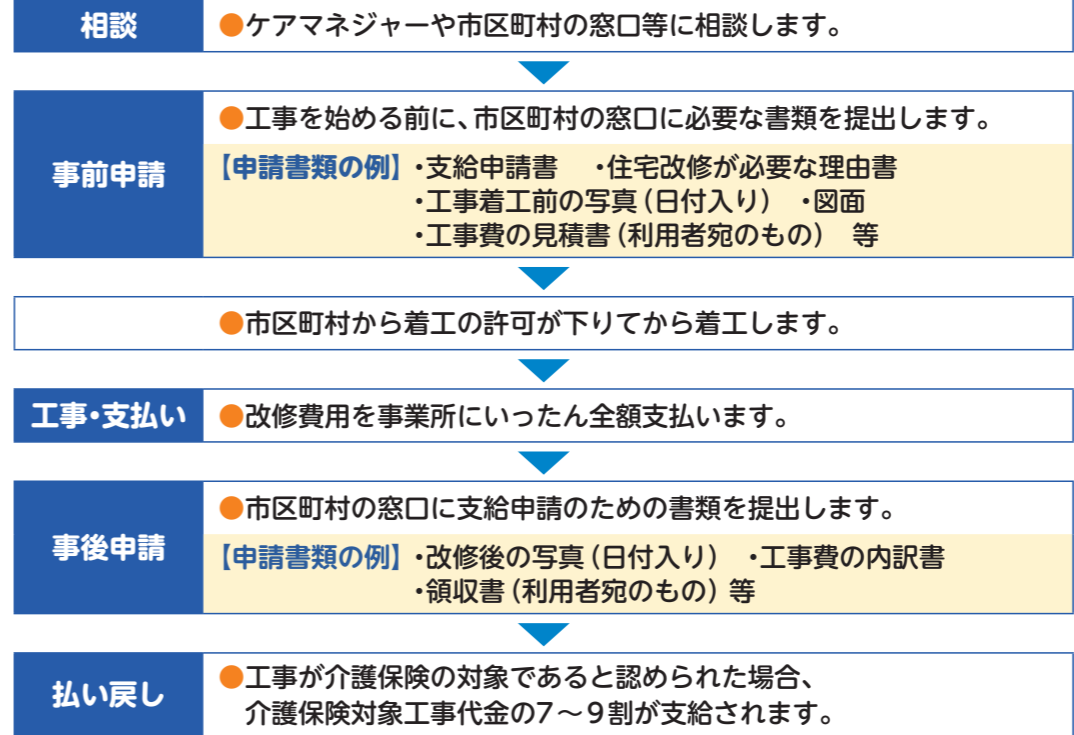 相談
●ケアマネジャーや市区町村の窓口等に相談します。
事前申請
●工事を始める前に、市区町村の窓口に必要な書類を提出します。
【申請書類の例】・支給申請書 ・住宅改修が必要な理由書
・工事着工前の写真(日付入り) ・図面
・工事費の見積書(利用者宛のもの) 等
●市区町村から着工の許可が下りてから着工します。
工事・支払い
●改修費用を事業所にいったん全額支払います。
事後申請
●市区町村の窓口に支給申請のための書類を提出します。
【申請書類の例】・改修後の写真(日付入り) ・工事費の内訳書
・領収書(利用者宛のもの)等
払い戻し
●工事が介護保険の対象であると認められた場合、
介護保険対象工事代金の7～9割が支給されます。